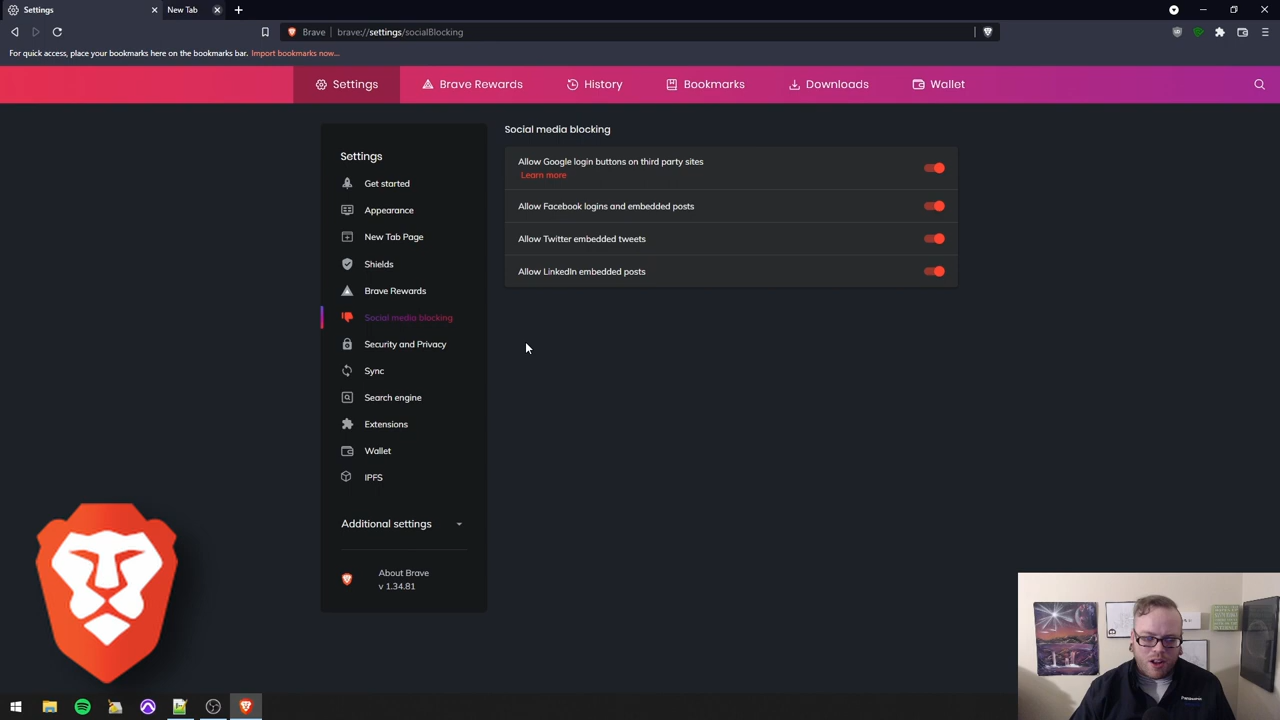 Settings
New Tab
Brave
brave://settings/socialBlocking
For quick access, place your bookmarks here on the bookmarks bar. Import bookmarks now...
Settings
Brave Rewards
History
Bookmarks
Downloads
Wallet
Settings
Get started
Appearance
New Tab Page
Shields
Brave Rewards
Social media blocking
Security and Privacy
Sync
Search engine
Extensions
Wallet
IPFS
Additional settings
About Brave
v 1.34.81
Social media blocking
Allow Google login buttons on third party sites
Learn more
Allow Facebook logins and embedded posts
Allow Twitter embedded tweets
Allow LinkedIn embedded posts